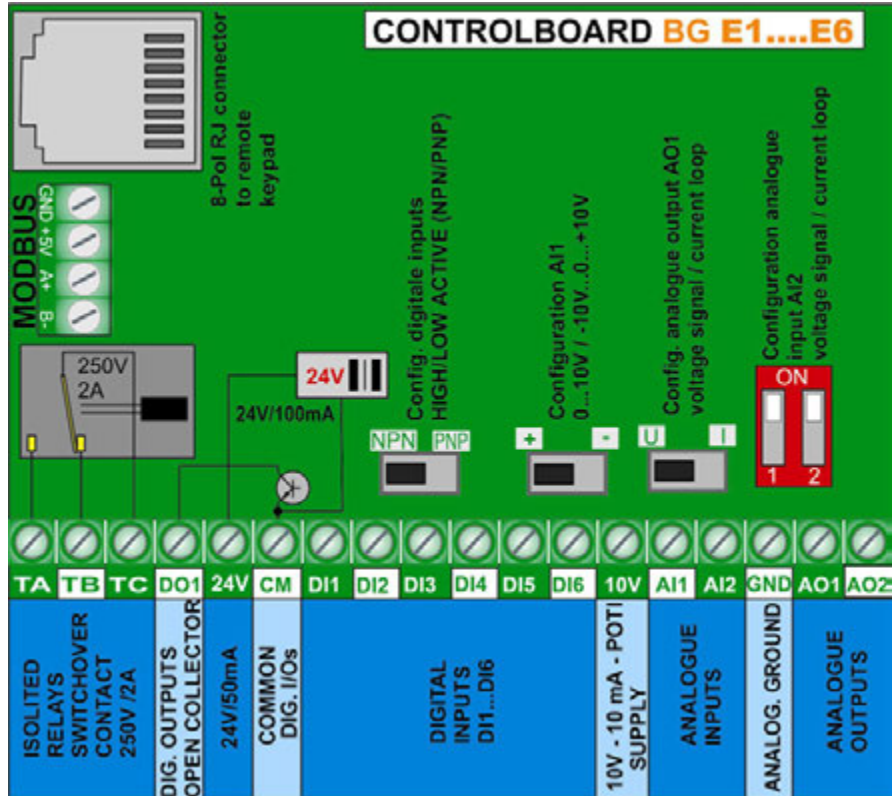 CONTROLBOARD BG E1....E6
8-Pol RJ connector
to remote
keypad
MODBUS
GND
+5V
A+
B-
250V
2A
24V
24V/100mA
Config. digitale inputs
HIGH/LOW ACTIVE (NPN/PNP)
NPN
PNP
Configuration AI1
0...10V / -10V...0...+10V
+
-
Config. analogue output AO1
voltage signal / current loop
U
I
Configuration analogue
input AI2
voltage signal / current loop
ON
1
2
TA
TB
TC
DO1
24V
CM
DI1
DI2
DI3
DI4
DI5
DI6
10V
AI1
AI2
GND
AO1
AO2
ISOLITED
RELAYS
SWITCHOVER
CONTACT
250V /2A
DIG. OUTPUTS
OPEN COLLECTOR
24V/50mA
COMMON
DIG. I/Os
DIGITAL
INPUTS
DI1...DI6
10V - 10 mA - POTI
SUPPLY
ANALOGUE
INPUTS
ANALOG. GROUND
ANALOGUE
OUTPUTS